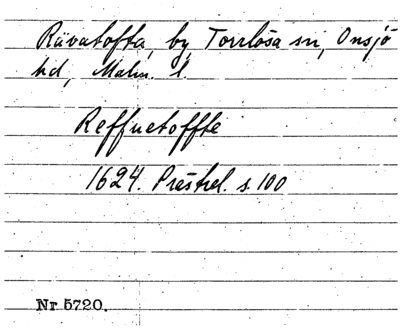 Rävatofta, by, Torrlösa sn, Onsjö
hd, Malm. l.
Reffuetoffte
1624. Prästrel. s. 100
Nr 5720.